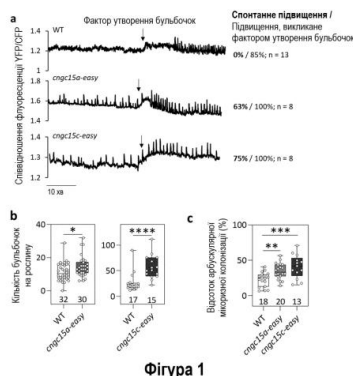 a
Фактор утворення бульбочок
Спонтанне підвищення /
Підвищення, викликане
фактором утворення бульбочок
Співвідношення флуоресценції YFP/CFP
WT
1.4
1.2
1
0% / 85%; n = 13
cngc15a-easy
1.8
1.6
1.4
63% / 100%; n = 8
cngc15c-easy
1.4
1.3
1.2
75% / 100%; n = 8
10 хв
b
Кількість бульбочок
на рослину
40
20
0
*
32 30
WT
cngc15a-easy
100
50
0
****
17 15
WT
cngc15c-easy
c
Відсоток арбускулярної
мікоризної колонізації (%)
100
50
0
***
**
18 20 13
WT
cngc15a-easy
cngc15c-easy
Фігура 1